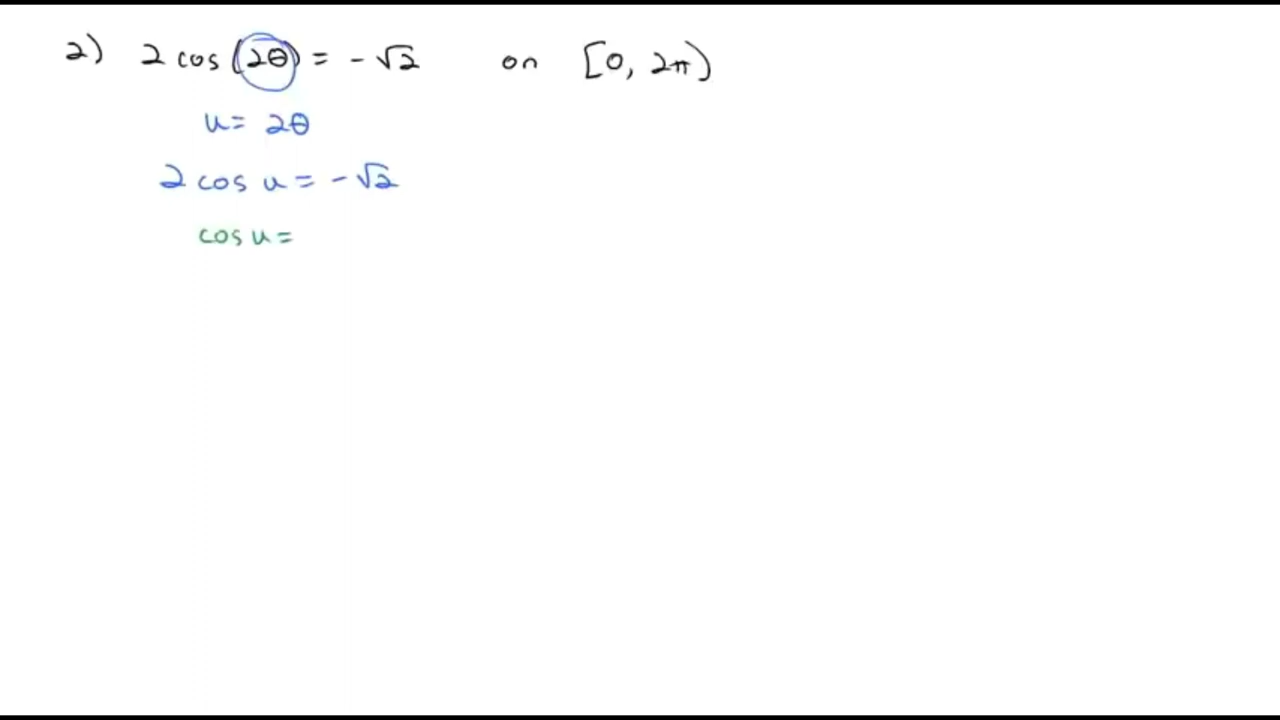 2) 2 cos (2θ) = -√2 on [0, 2π)
u = 2θ
2 cos u = -√2
cos u =